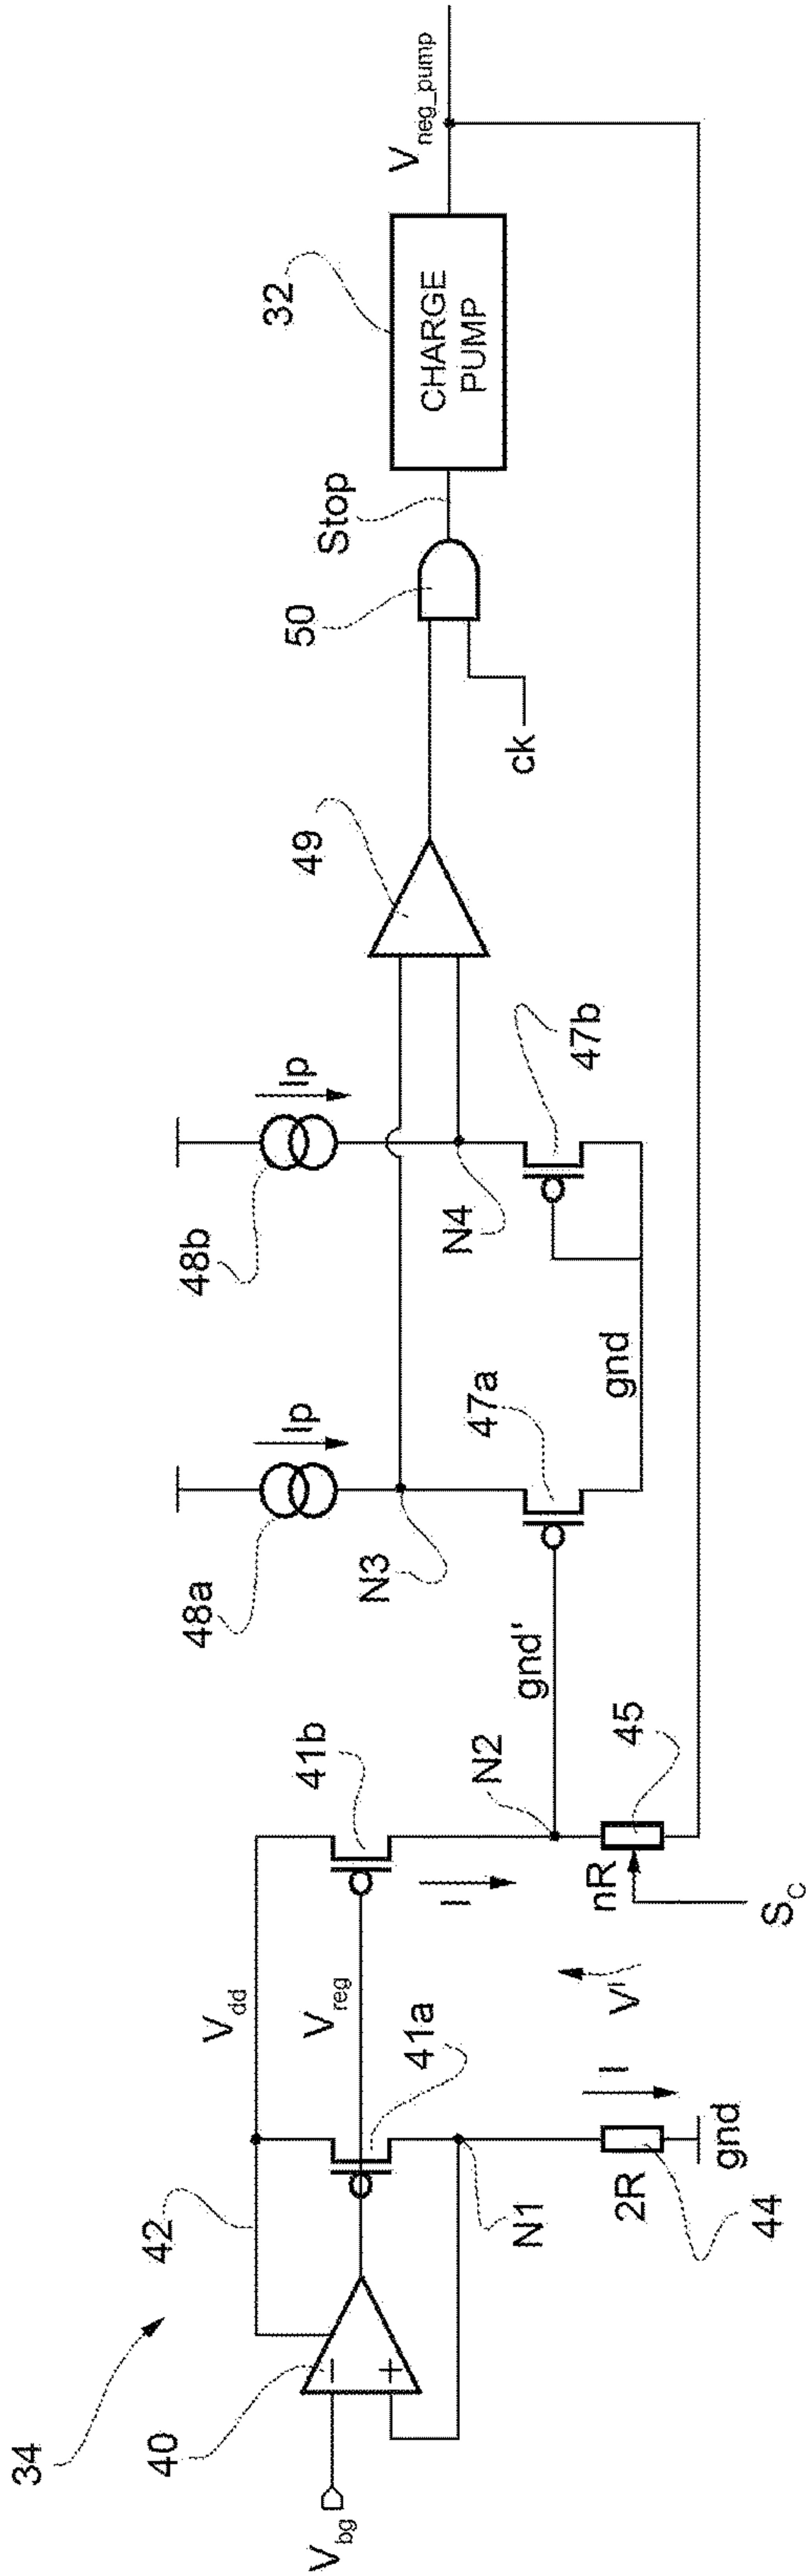 34
42
V_dd
V_reg
41a
41b
40
V_bg
−
+
N1
2R
44
gnd
I
V'
I
nR
S_C
45
N2
gnd'
48a
Ip
N3
47a
gnd
48b
Ip
N4
47b
49
ck
50
Stop
32
CHARGE
PUMP
V_neg_pump